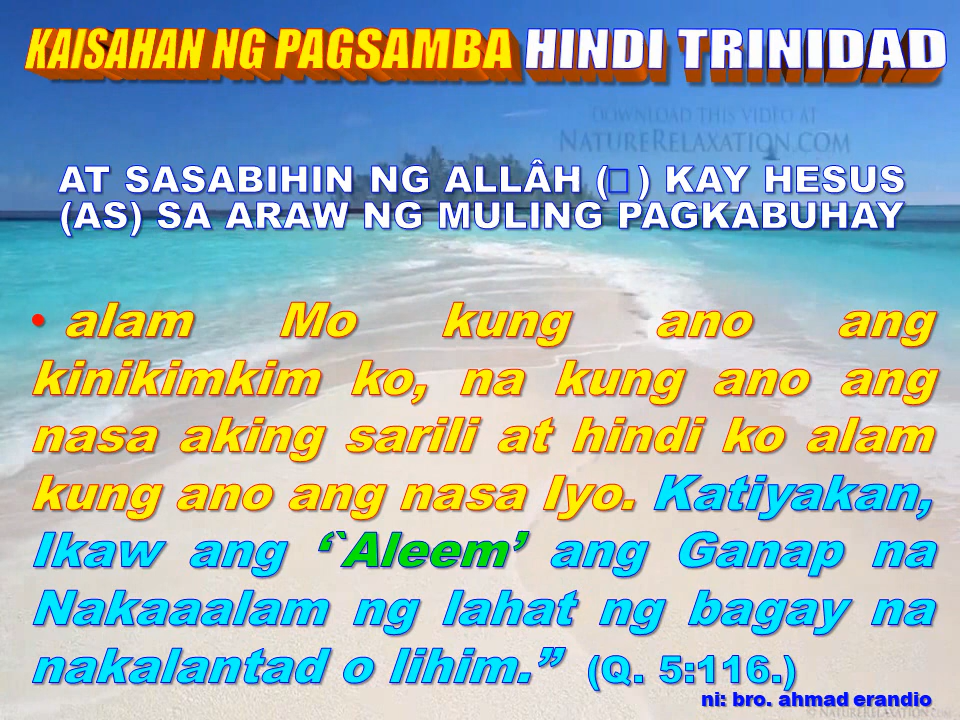 KAISAHAN NG PAGSAMBA HINDI TRINIDAD
DOWNLOAD THIS VIDEO AT
NATURERELAXATION.COM
AT SASABIHIN NG ALLÂH ( ) KAY HESUS
(AS) SA ARAW NG MULING PAGKABUHAY
• alam Mo kung ano ang
kinikimkim ko, na kung ano ang
nasa aking sarili at hindi ko alam
kung ano ang nasa Iyo. Katiyakan,
Ikaw ang ‘`Aleem’ ang Ganap na
Nakaaalam ng lahat ng bagay na
nakalantad o lihim.” (Q. 5:116.)
ni: bro. ahmad erandio
© NATURERELAXATION.COM